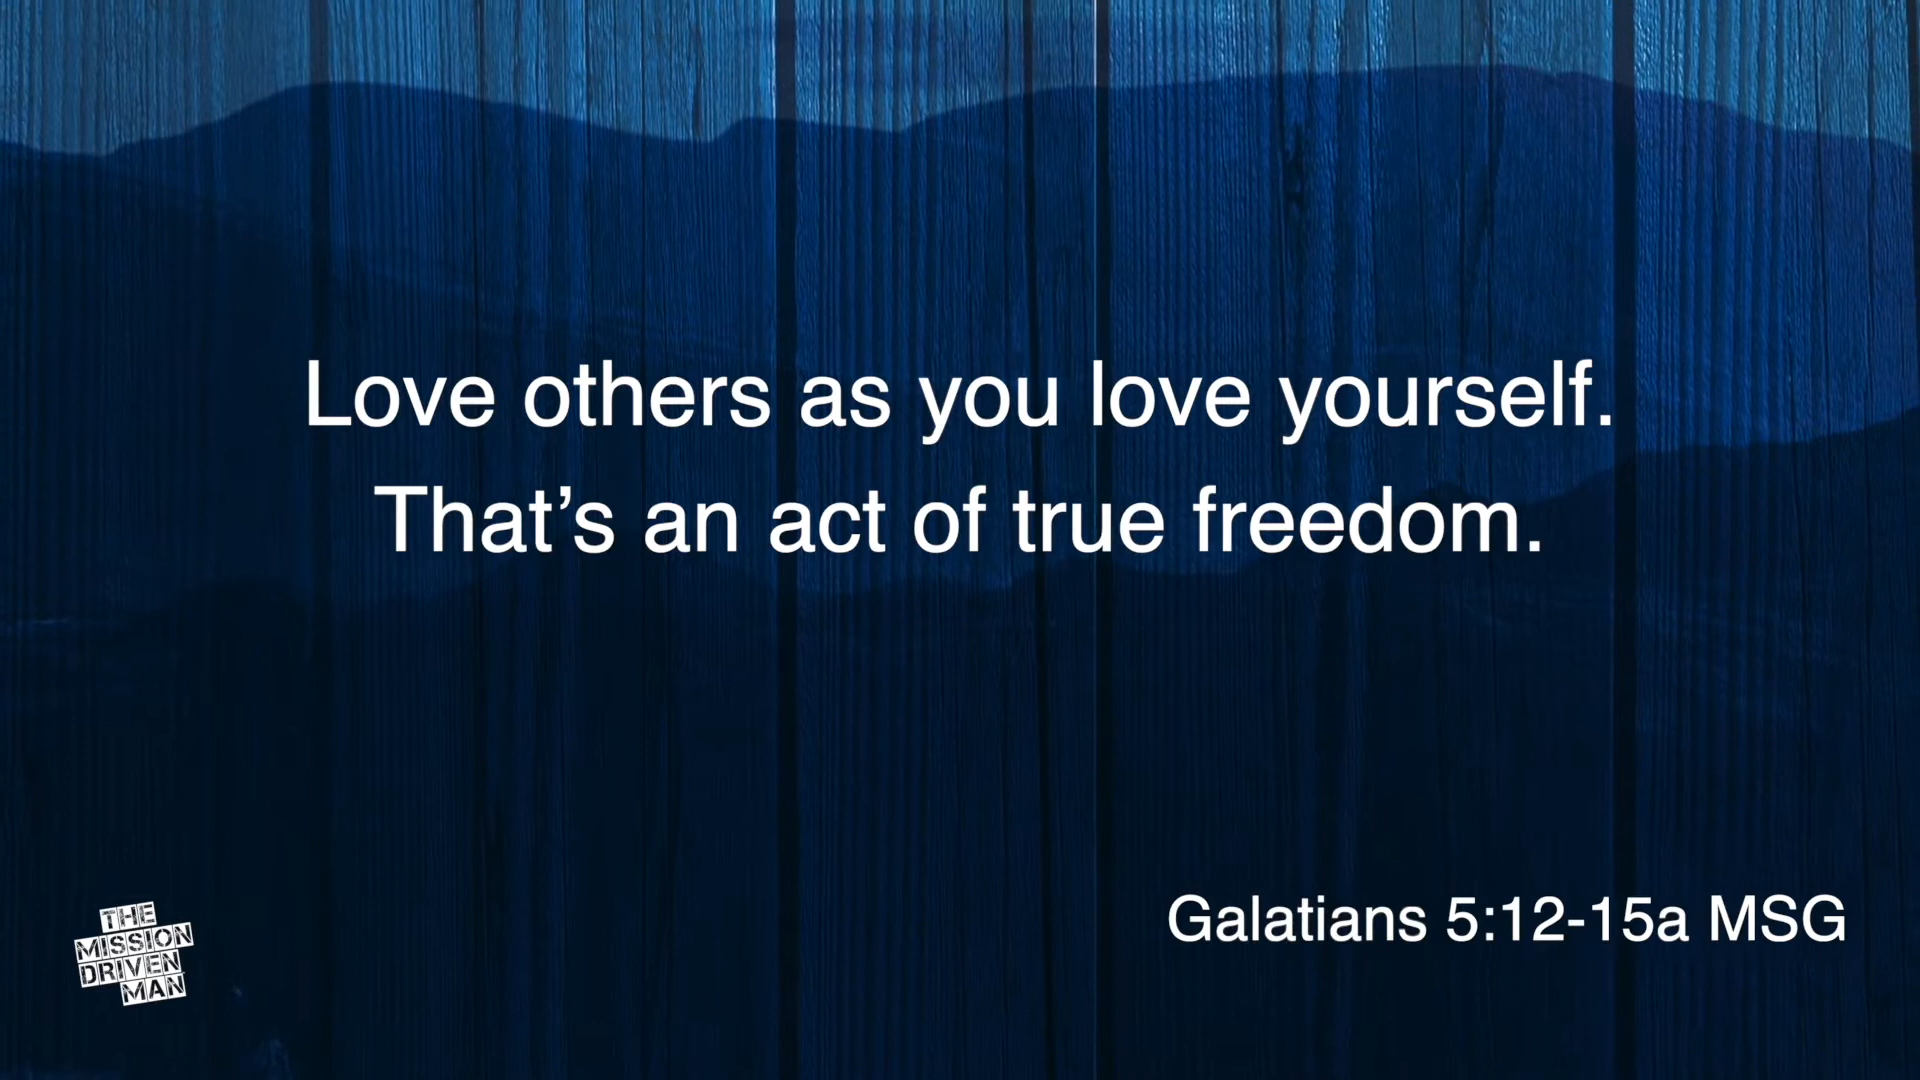 Love others as you love yourself.
That’s an act of true freedom.
Galatians 5:12-15a MSG
THE
MISSION
DRIVEN
MAN